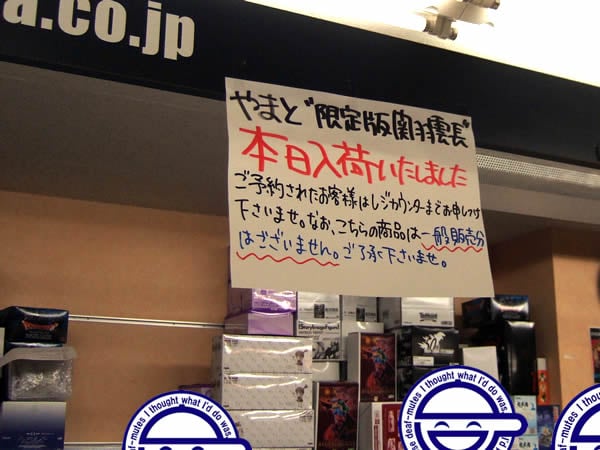 a.co.jp
やまと"限定版関羽雲長"
本日入荷いたしました
ご予約されたお客様はレジカウンターまでお申しつけ
下さいませ。なお、こちらの商品は一般販売分
はございません。ご了承下さいませ。
deaf-mutes I thought what I'd do was,
se deaf-mutes I thought what I'd do was,